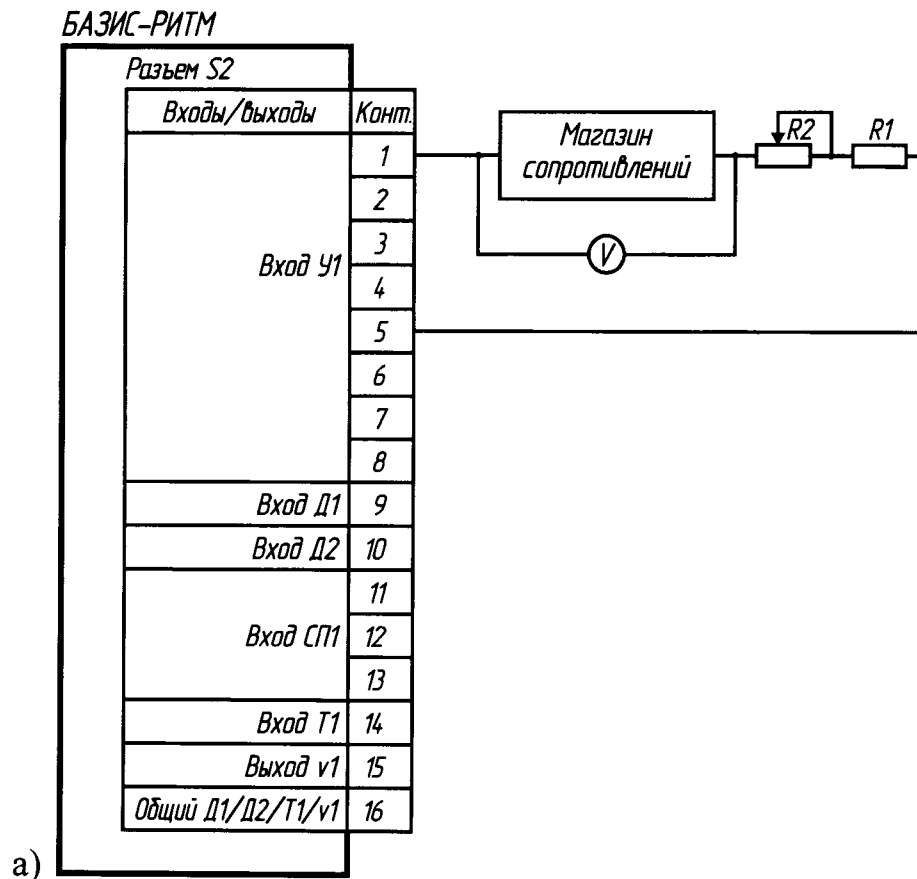 БАЗИС-РИТМ
Разъем S2
Входы/выходы Конт.
Магазин
сопротивлений
R2
R1
V
Вход У1
1
2
3
4
5
6
7
8
Вход Д1 9
Вход Д2 10
Вход СП1
11
12
13
Вход Т1 14
Выход v1 15
Общий Д1/Д2/Т1/v1 16
а)